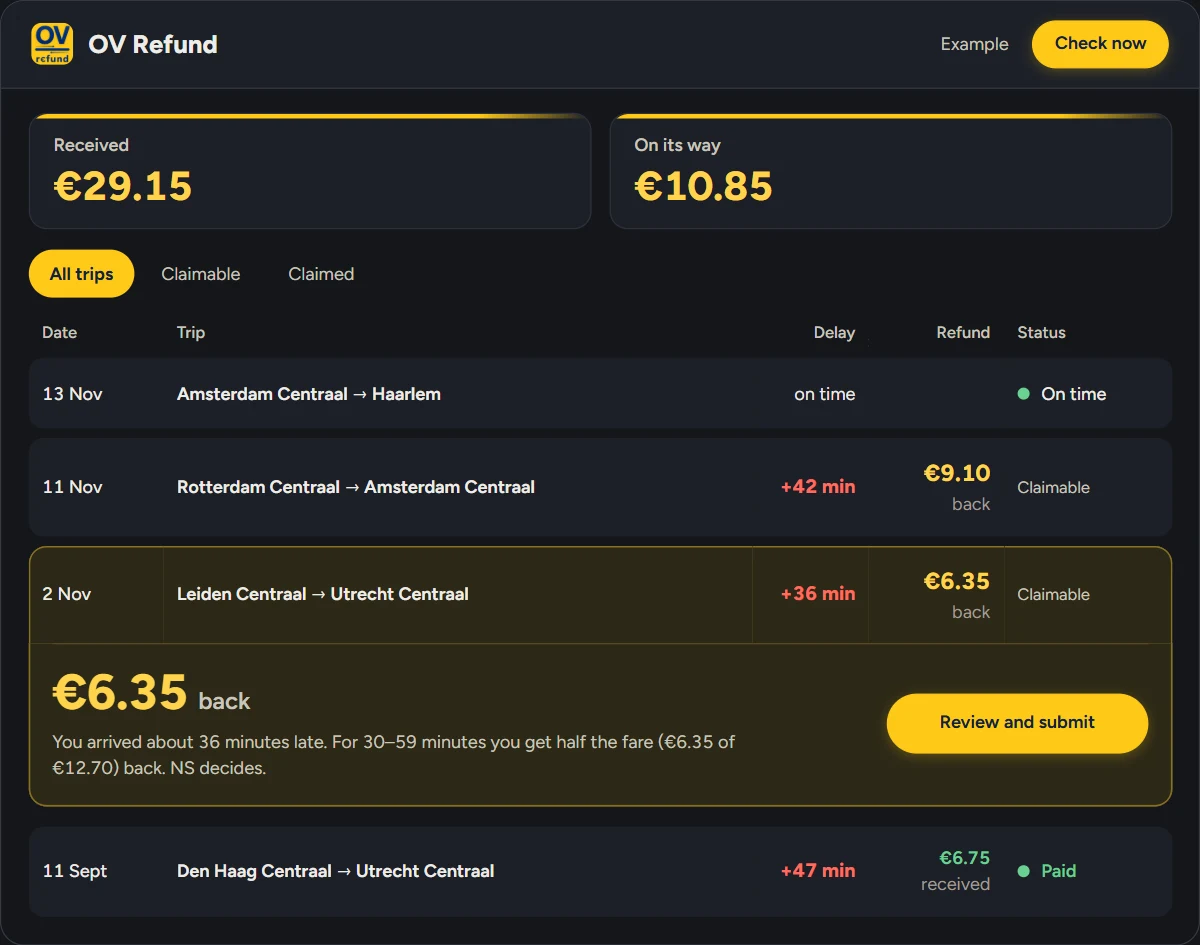 OV
refund
OV Refund
Example
Check now
Received
€29.15
On its way
€10.85
All trips
Claimable
Claimed
Date
Trip
Delay
Refund
Status
13 Nov
Amsterdam Centraal → Haarlem
on time
On time
11 Nov
Rotterdam Centraal → Amsterdam Centraal
+42 min
€9.10
back
Claimable
2 Nov
Leiden Centraal → Utrecht Centraal
+36 min
€6.35
back
Claimable
€6.35 back
You arrived about 36 minutes late. For 30–59 minutes you get half the fare (€6.35 of
€12.70) back. NS decides.
Review and submit
11 Sept
Den Haag Centraal → Utrecht Centraal
+47 min
€6.75
received
Paid